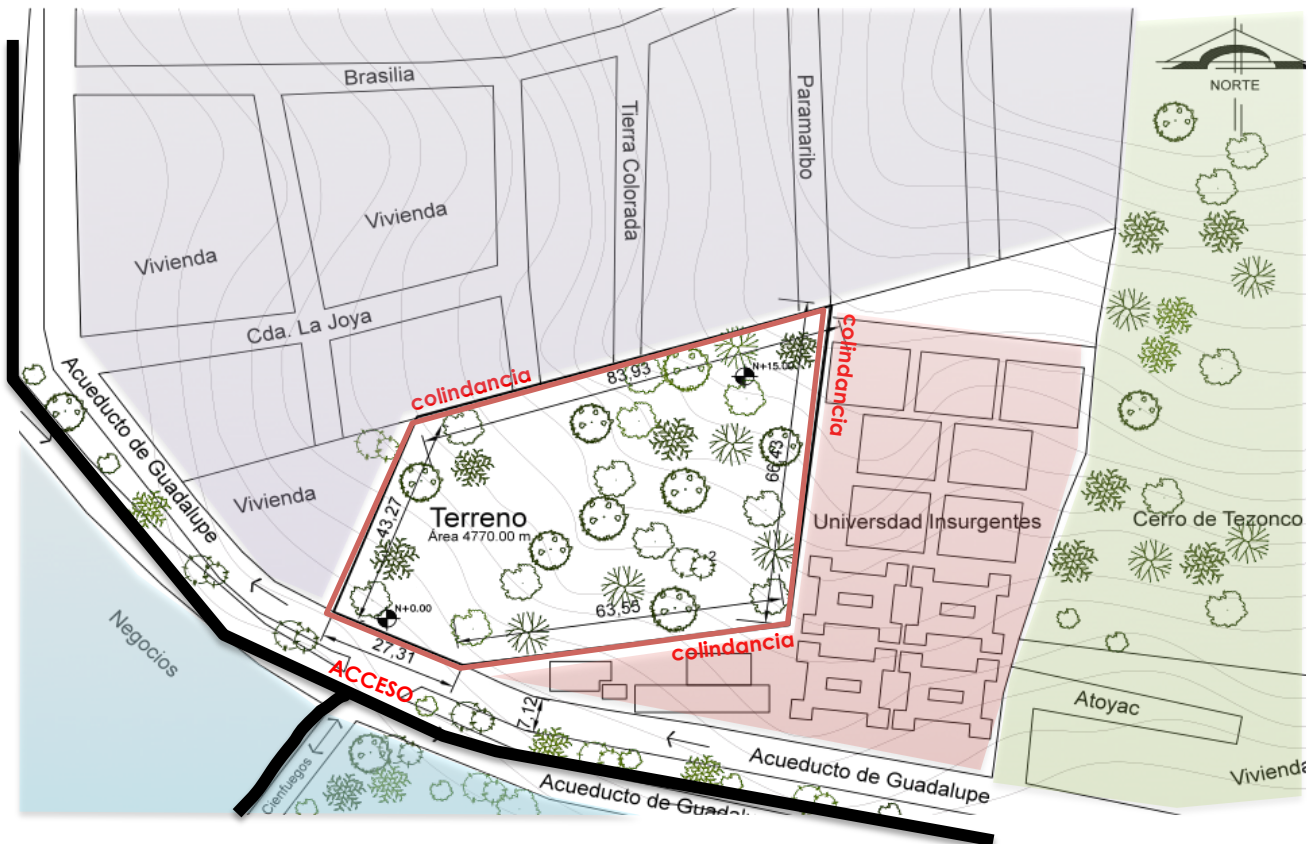 Brasilia
Tierra Colorada
Paramaribo
NORTE
Vivienda
Vivienda
Cda. La Joya
Acueducto de Guadalupe
colindancia
83,93
N+15.00
colindancia
Vivienda
43,27
Terreno
Área 4770.00 m
2
66,43
Universdad Insurgentes
Cerro de Tezonco
N+0.00
63,55
colindancia
Negocios
27,31
ACCESO
7,12
Atoyac
Acueducto de Guadalupe
Vivienda
Cienfuegos
Acueducto de Guadal